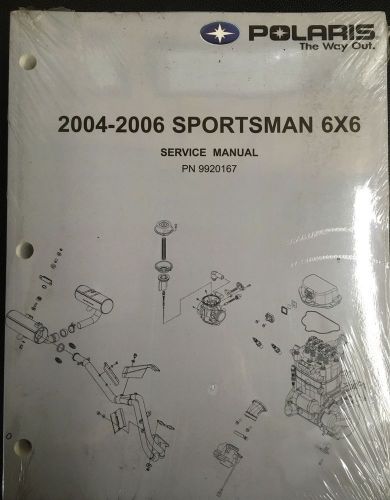 POLARIS
The Way Out.
2004-2006 SPORTSMAN 6X6
SERVICE MANUAL
PN 9920167